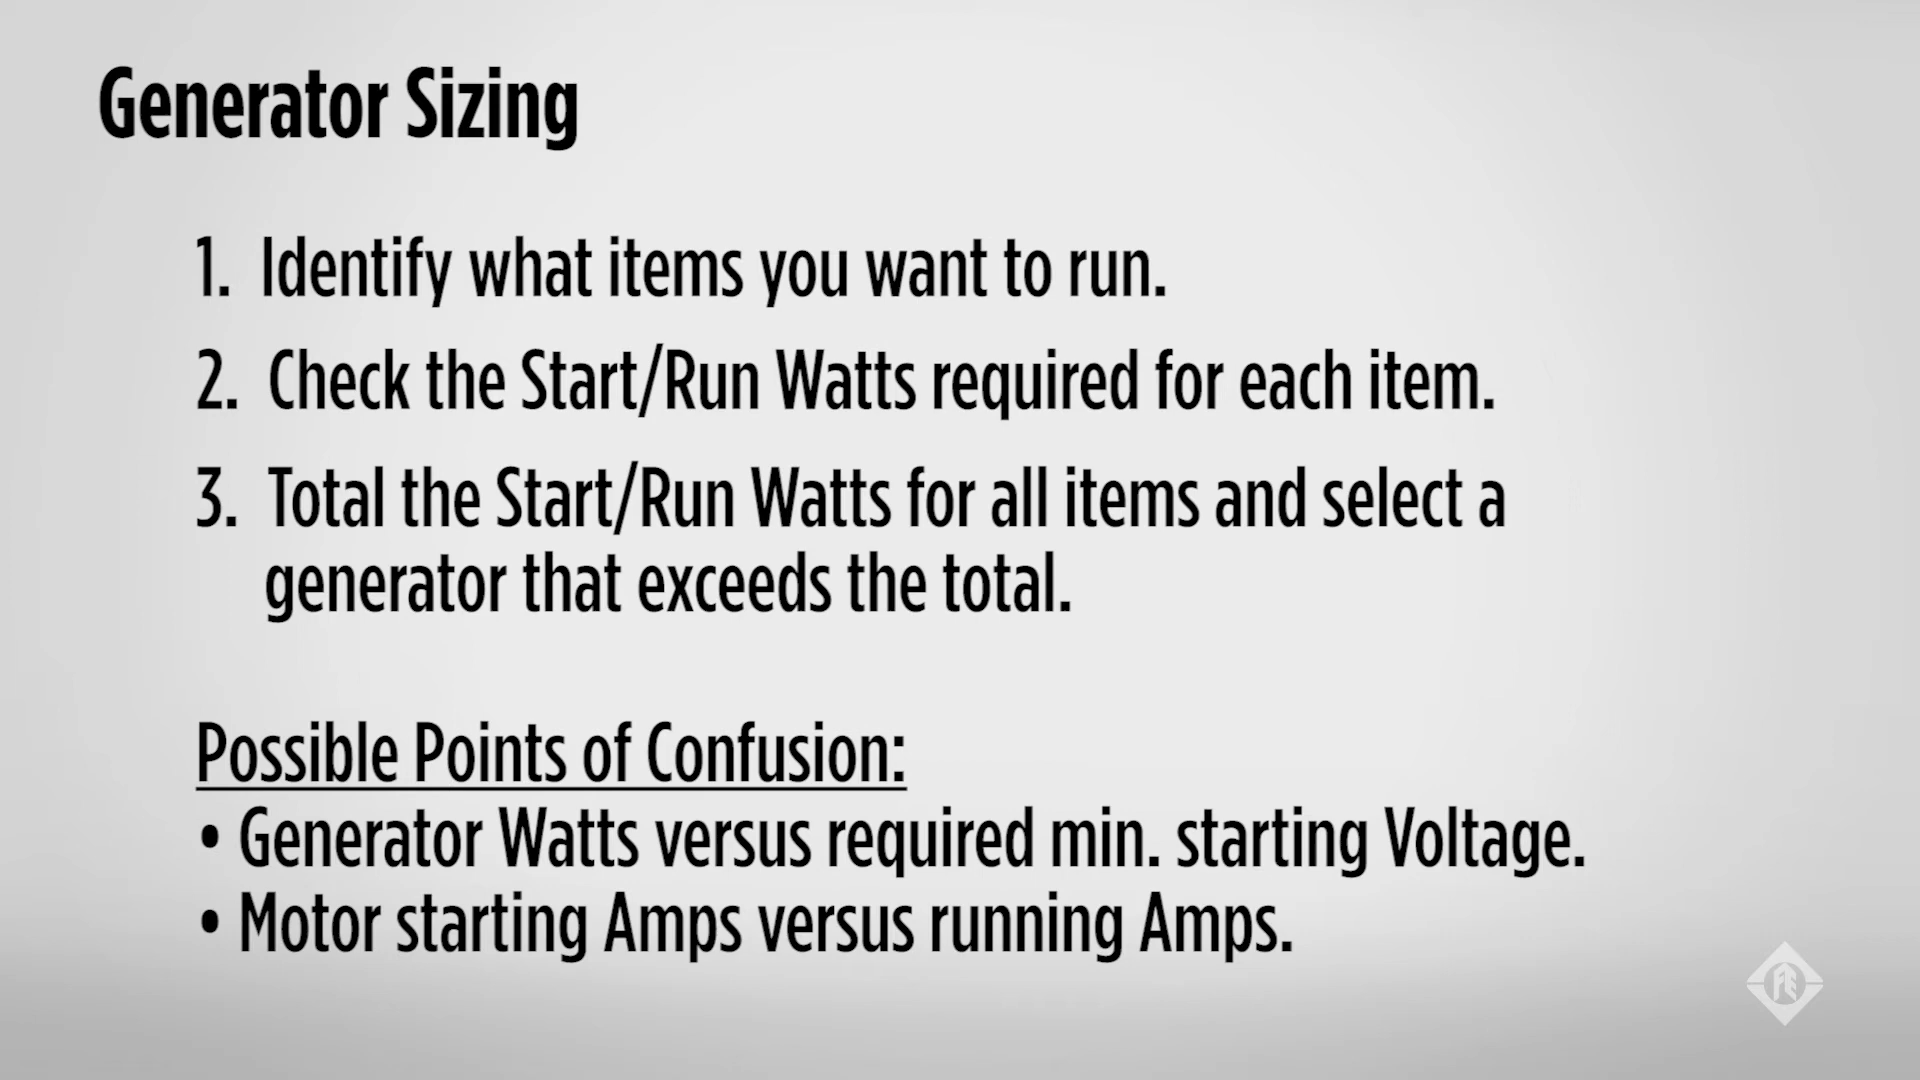 Generator Sizing
1. Identify what items you want to run.
2. Check the Start/Run Watts required for each item.
3. Total the Start/Run Watts for all items and select a
generator that exceeds the total.
Possible Points of Confusion:
• Generator Watts versus required min. starting Voltage.
• Motor starting Amps versus running Amps.
FE